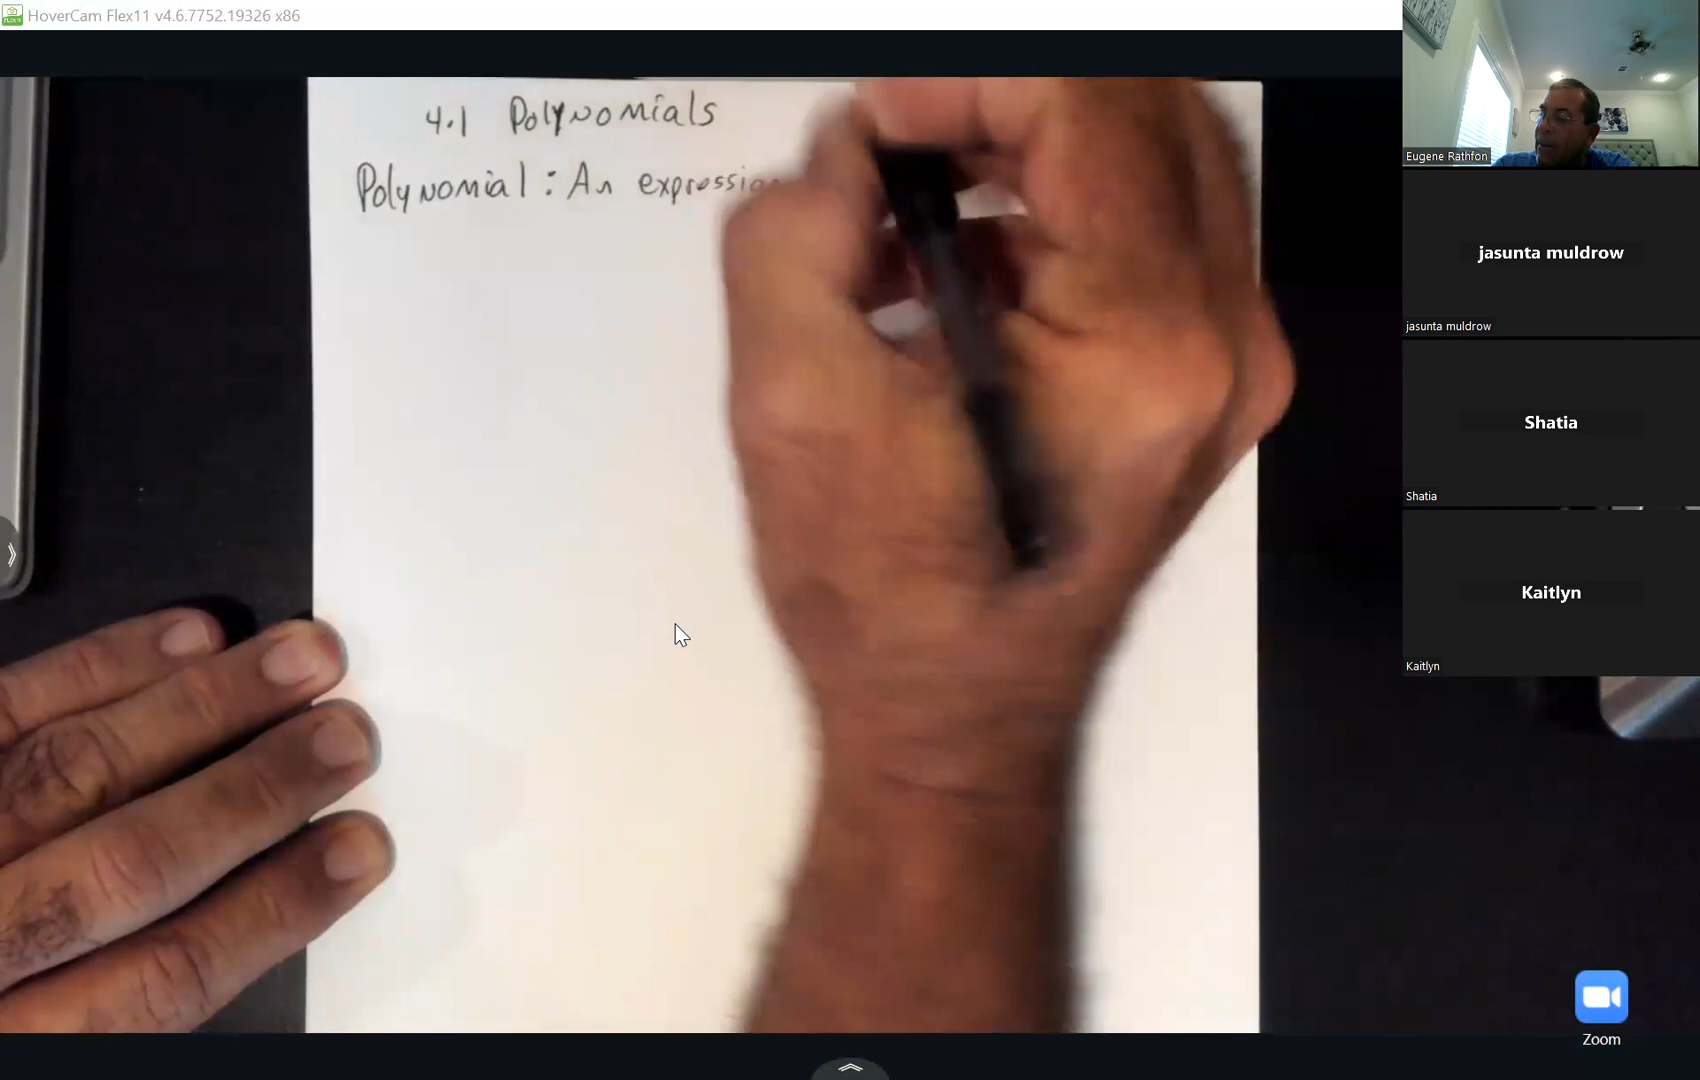 HoverCam Flex11 v4.6.7752.19326 x86
4.1 Polynomials
Polynomial: An expression
Eugene Rathfon
jasunta muldrow
jasunta muldrow
Shatia
Shatia
Kaitlyn
Kaitlyn
Zoom